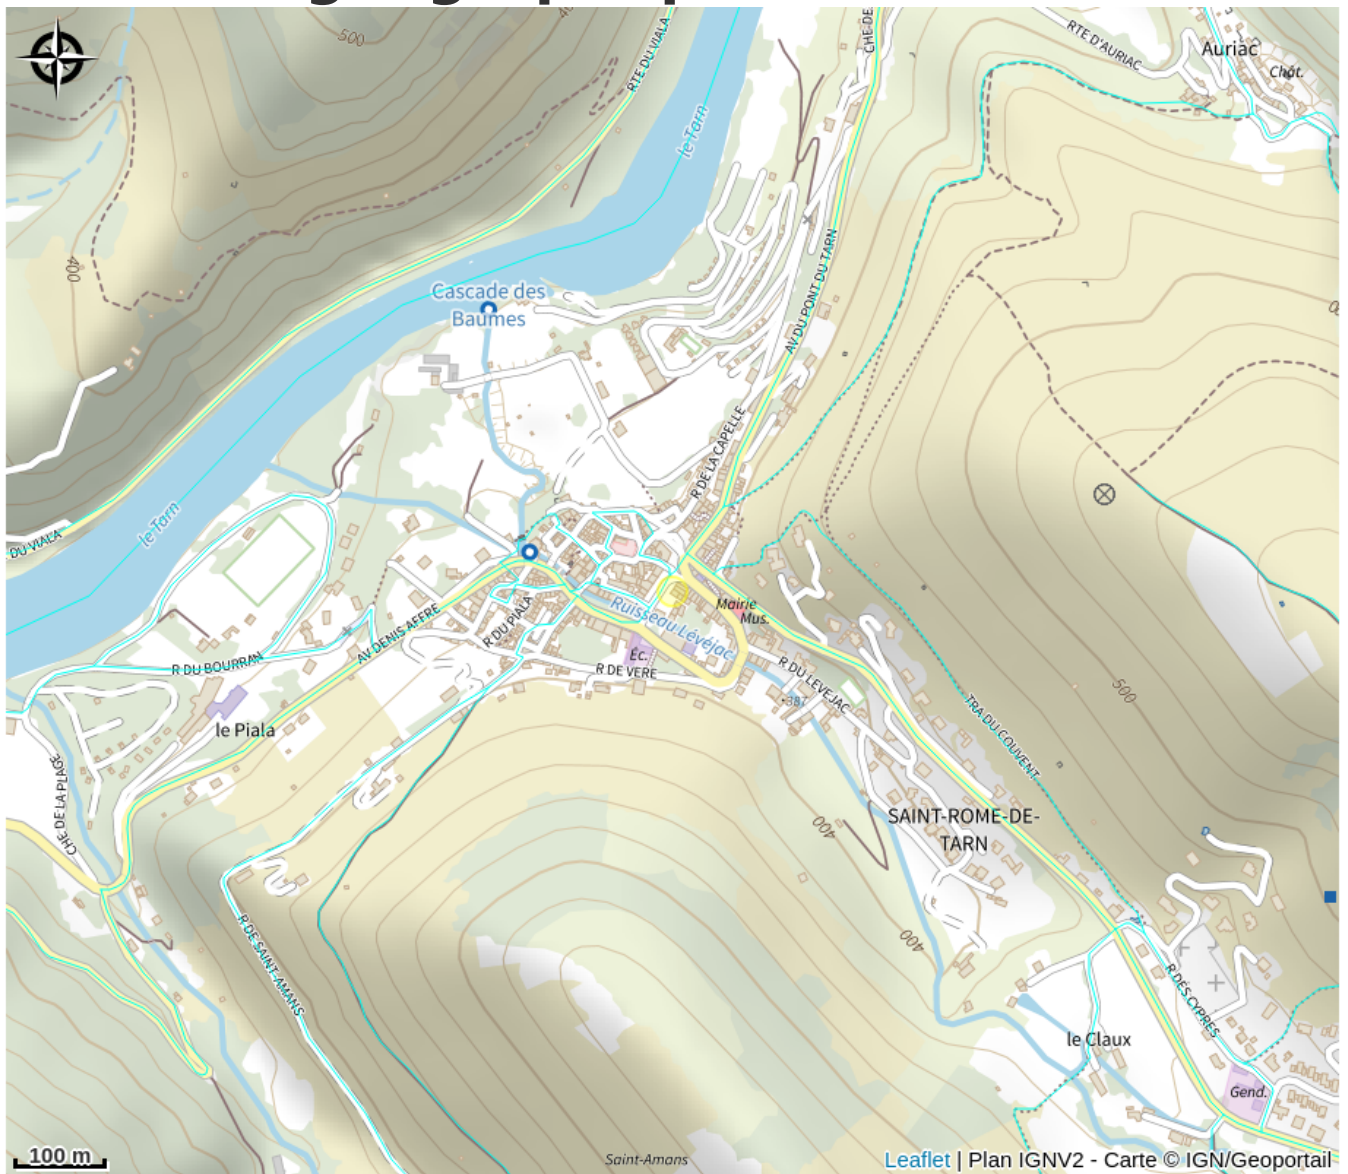 500
RTE DU VIALA
CHE DE
RTE D'AURIAC
Auriac
Chât.
le Tarn
400
Cascade des
Baumes
AV DU PONT DU TARN
R DE LA CAPELLE
le Tarn
DU VIALA
Mairie
Mus.
Ruisseau Lévéjac
R DU PIALA
AV DENIS AFFRE
Éc.
R DE VERE
R DU BOURRAN
R DU LEVEJAC
387
500
TRA DU COUVENT
le Piala
CHE DE LA PLAGE
400
SAINT-ROME-DE-
TARN
400
R DE SAINT-AMANS
R DES CYPRES
le Claux
Gend.
100 m
Saint-Amans
Leaflet | Plan IGNV2 - Carte © IGN/Geoportail